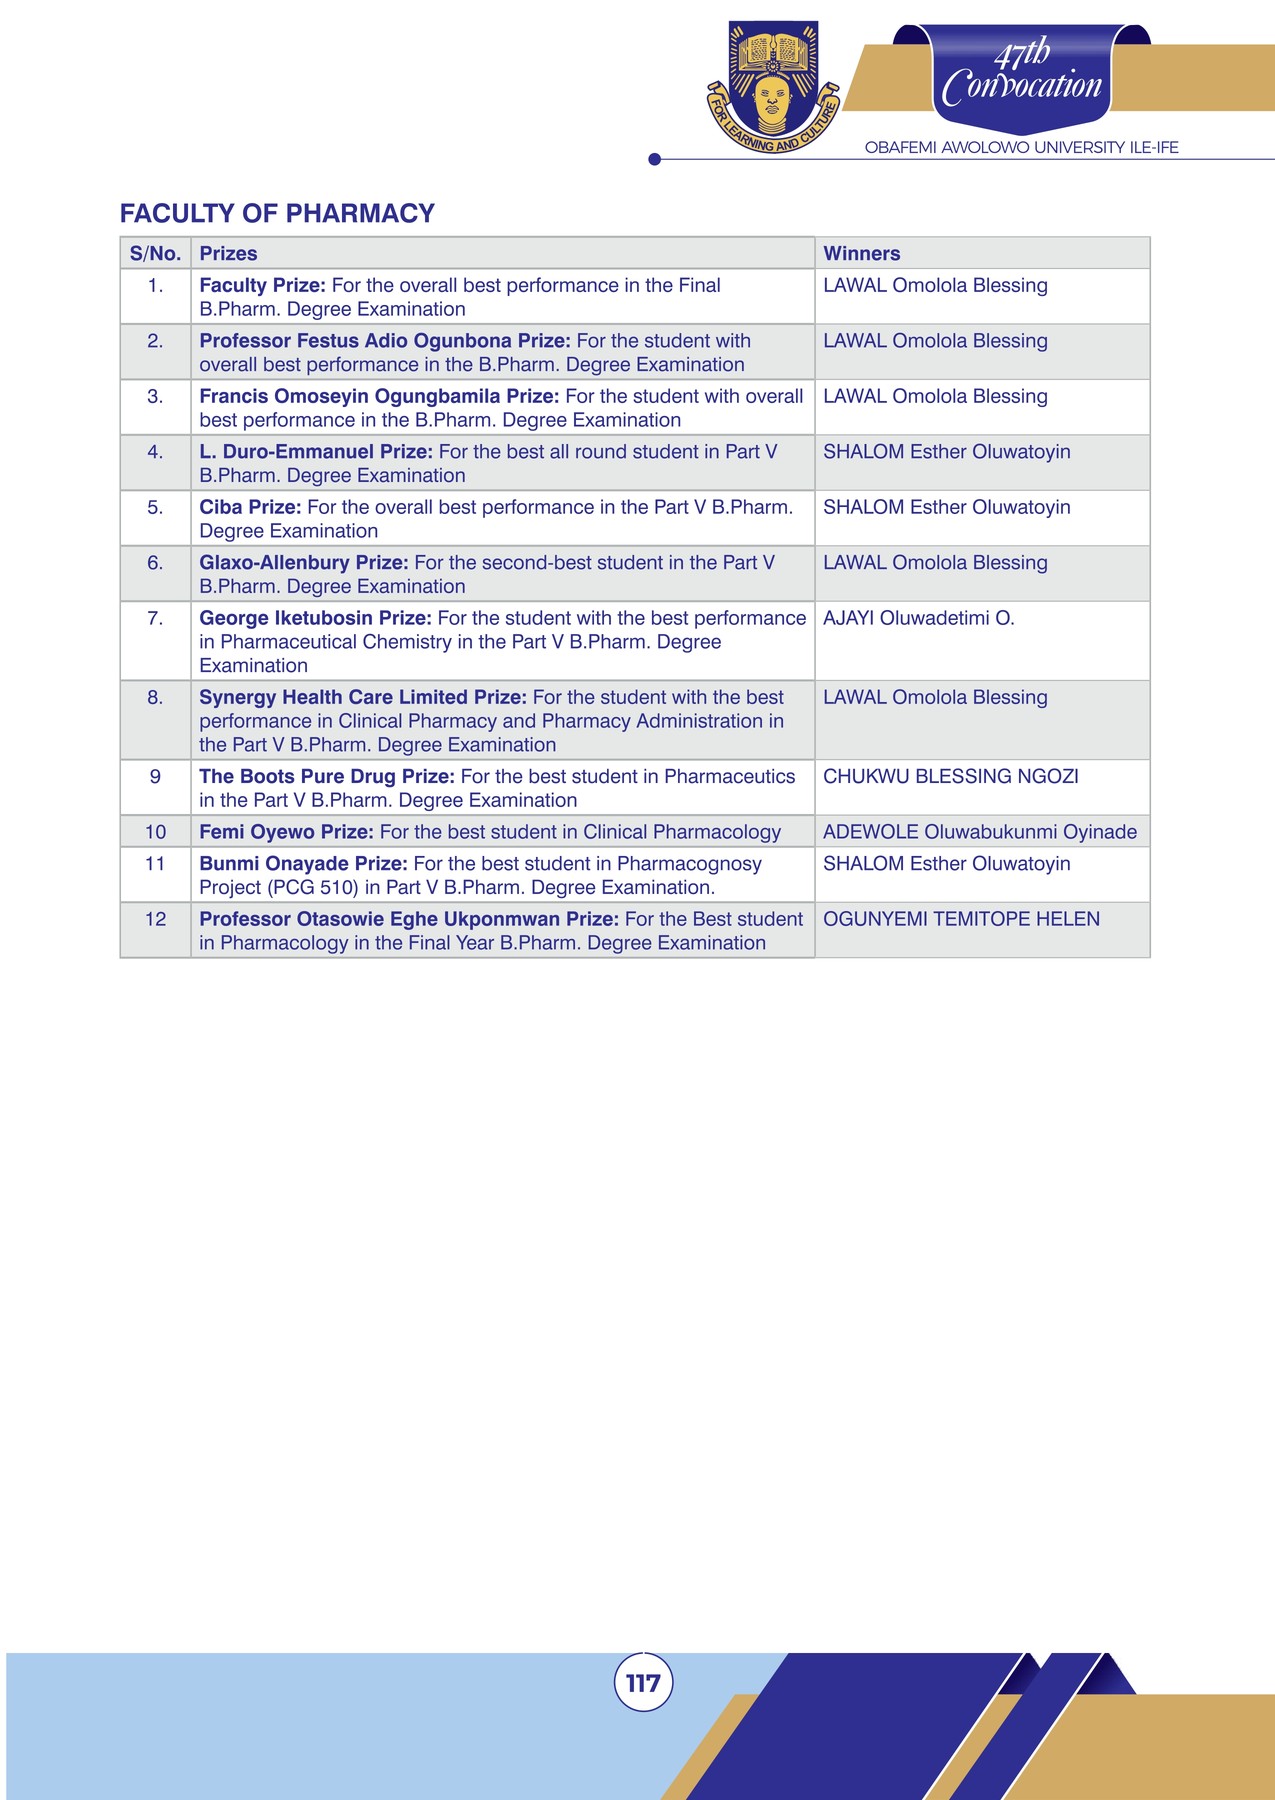 FOR LEARNING AND CULTURE
47th
Convocation
OBAFEMI AWOLOWO UNIVERSITY ILE-IFE
FACULTY OF PHARMACY
S/No. Prizes Winners
1. Faculty Prize: For the overall best performance in the Final LAWAL Omolola Blessing
B.Pharm. Degree Examination
2. Professor Festus Adio Ogunbona Prize: For the student with LAWAL Omolola Blessing
overall best performance in the B.Pharm. Degree Examination
3. Francis Omoseyin Ogungbamila Prize: For the student with overall LAWAL Omolola Blessing
best performance in the B.Pharm. Degree Examination
4. L. Duro-Emmanuel Prize: For the best all round student in Part V SHALOM Esther Oluwatoyin
B.Pharm. Degree Examination
5. Ciba Prize: For the overall best performance in the Part V B.Pharm. SHALOM Esther Oluwatoyin
Degree Examination
6. Glaxo-Allenbury Prize: For the second-best student in the Part V LAWAL Omolola Blessing
B.Pharm. Degree Examination
7. George Iketubosin Prize: For the student with the best performance AJAYI Oluwadetimi O.
in Pharmaceutical Chemistry in the Part V B.Pharm. Degree
Examination
8. Synergy Health Care Limited Prize: For the student with the best LAWAL Omolola Blessing
performance in Clinical Pharmacy and Pharmacy Administration in
the Part V B.Pharm. Degree Examination
9 The Boots Pure Drug Prize: For the best student in Pharmaceutics CHUKWU BLESSING NGOZI
in the Part V B.Pharm. Degree Examination
10 Femi Oyewo Prize: For the best student in Clinical Pharmacology ADEWOLE Oluwabukunmi Oyinade
11 Bunmi Onayade Prize: For the best student in Pharmacognosy SHALOM Esther Oluwatoyin
Project (PCG 510) in Part V B.Pharm. Degree Examination.
12 Professor Otasowie Eghe Ukponmwan Prize: For the Best student OGUNYEMI TEMITOPE HELEN
in Pharmacology in the Final Year B.Pharm. Degree Examination
117